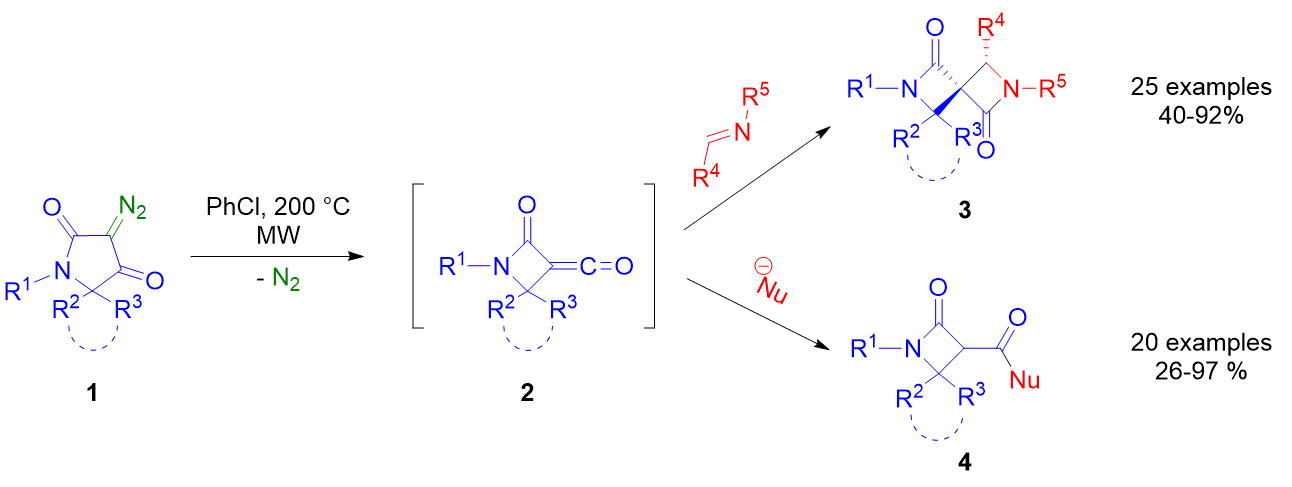 O
N₂
N
R¹
O
R²
R³
1
PhCl, 200 °C
MW
- N₂
O
R¹
N
C
O
R²
R³
2
R⁵
N
R⁴
⊖
Nu
O
R⁴
R¹
N
N
R⁵
R²
R³
O
3
25 examples
40-92%
O
O
R¹
N
Nu
R²
R³
4
20 examples
26-97 %